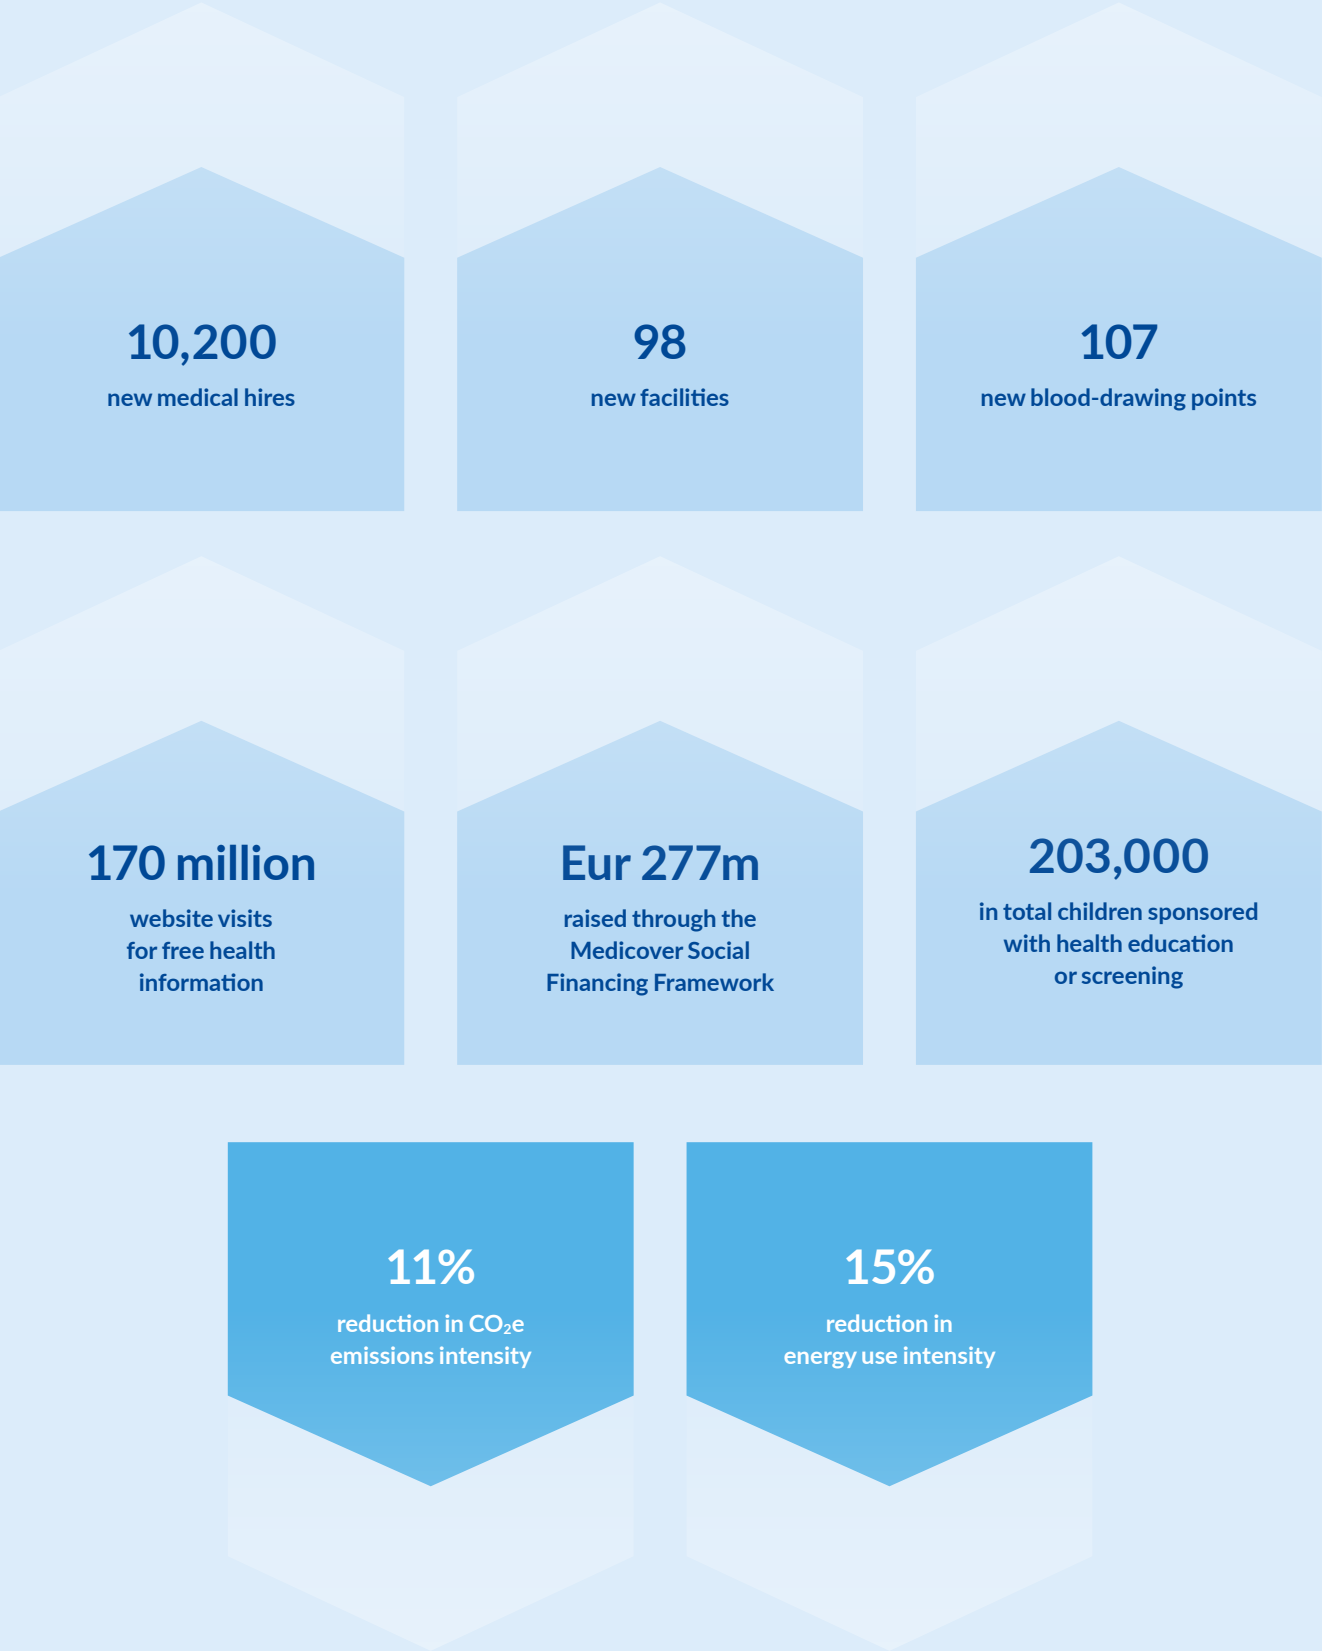 10,200
new medical hires
98
new facilities
107
new blood-drawing points
170 million
website visits
for free health
information
Eur 277m
raised through the
Medicover Social
Financing Framework
203,000
in total children sponsored
with health education
or screening
11%
reduction in CO₂e
emissions intensity
15%
reduction in
energy use intensity